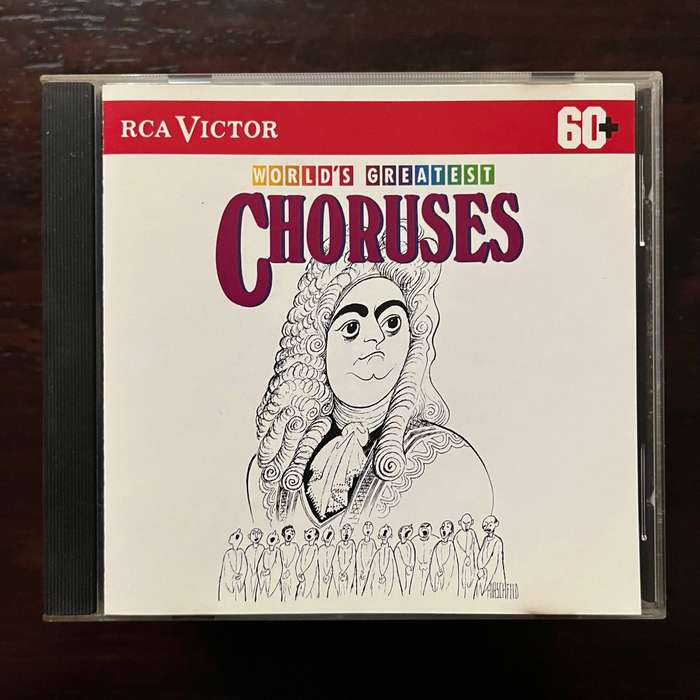 RCA VICTOR
60+
WORLD'S GREATEST
CHORUSES
HIRSCHFELD